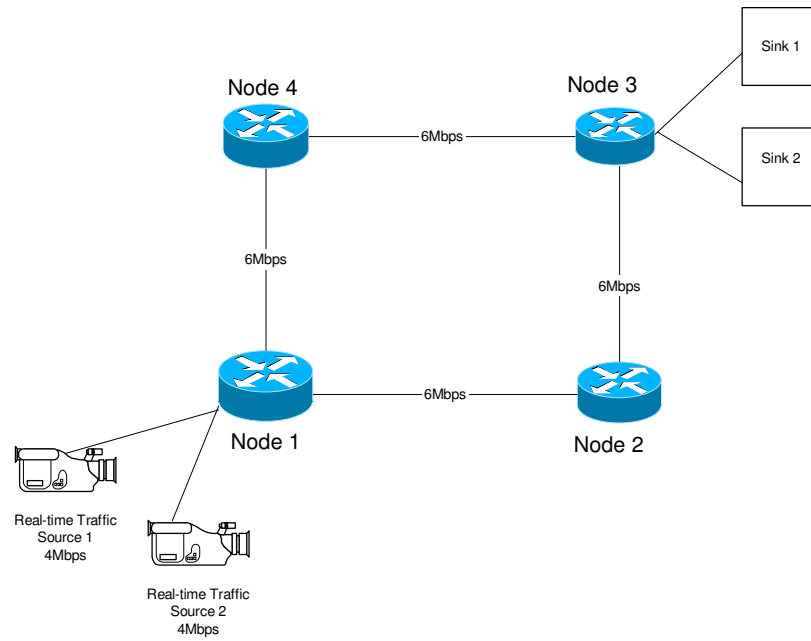 Sink 1
Node 4
Node 3
6Mbps
Sink 2
6Mbps
6Mbps
6Mbps
Node 1
Node 2
Real-time Traffic
Source 1
4Mbps
Real-time Traffic
Source 2
4Mbps